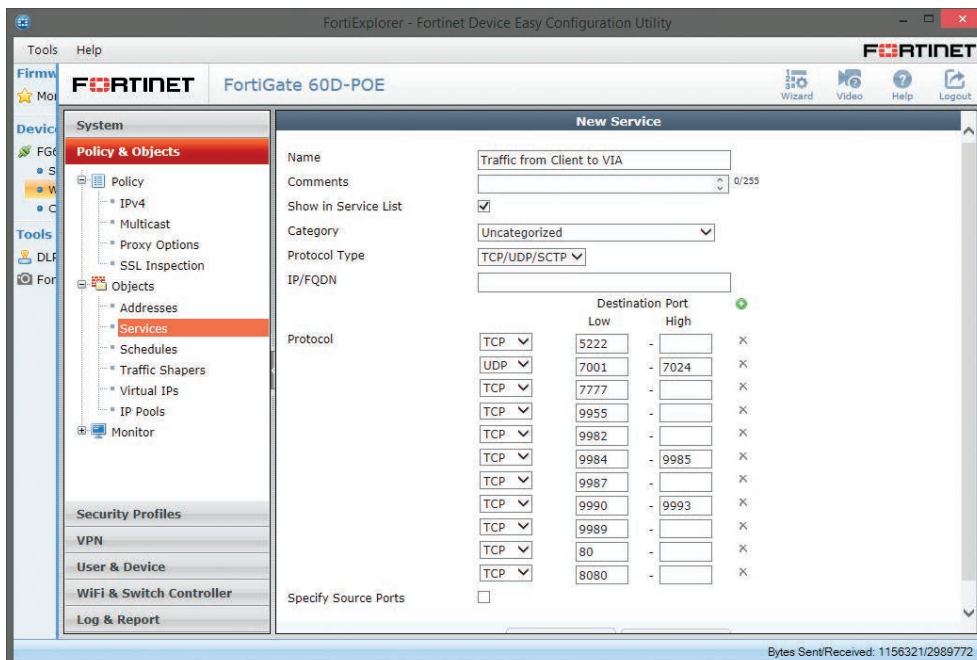 FortiExplorer - Fortinet Device Easy Configuration Utility
Tools Help
FORTINET
Firmw
Mor
Devic
FG6
S
W
C
Tools
DLP
For
FORTINET FortiGate 60D-POE
Wizard Video Help Logout
System
Policy & Objects
Policy
IPv4
Multicast
Proxy Options
SSL Inspection
Objects
Addresses
Services
Schedules
Traffic Shapers
Virtual IPs
IP Pools
Monitor
Security Profiles
VPN
User & Device
WiFi & Switch Controller
Log & Report
New Service
Name Traffic from Client to VIA
Comments 0/255
Show in Service List
Category Uncategorized
Protocol Type TCP/UDP/SCTP
IP/FQDN
Destination Port
Low High
Protocol TCP 5222 -
UDP 7001 - 7024
TCP 7777 -
TCP 9955 -
TCP 9982 -
TCP 9984 - 9985
TCP 9987 -
TCP 9990 - 9993
TCP 9989 -
TCP 80 -
TCP 8080 -
Specify Source Ports
Bytes Sent/Received: 1156321/2989772